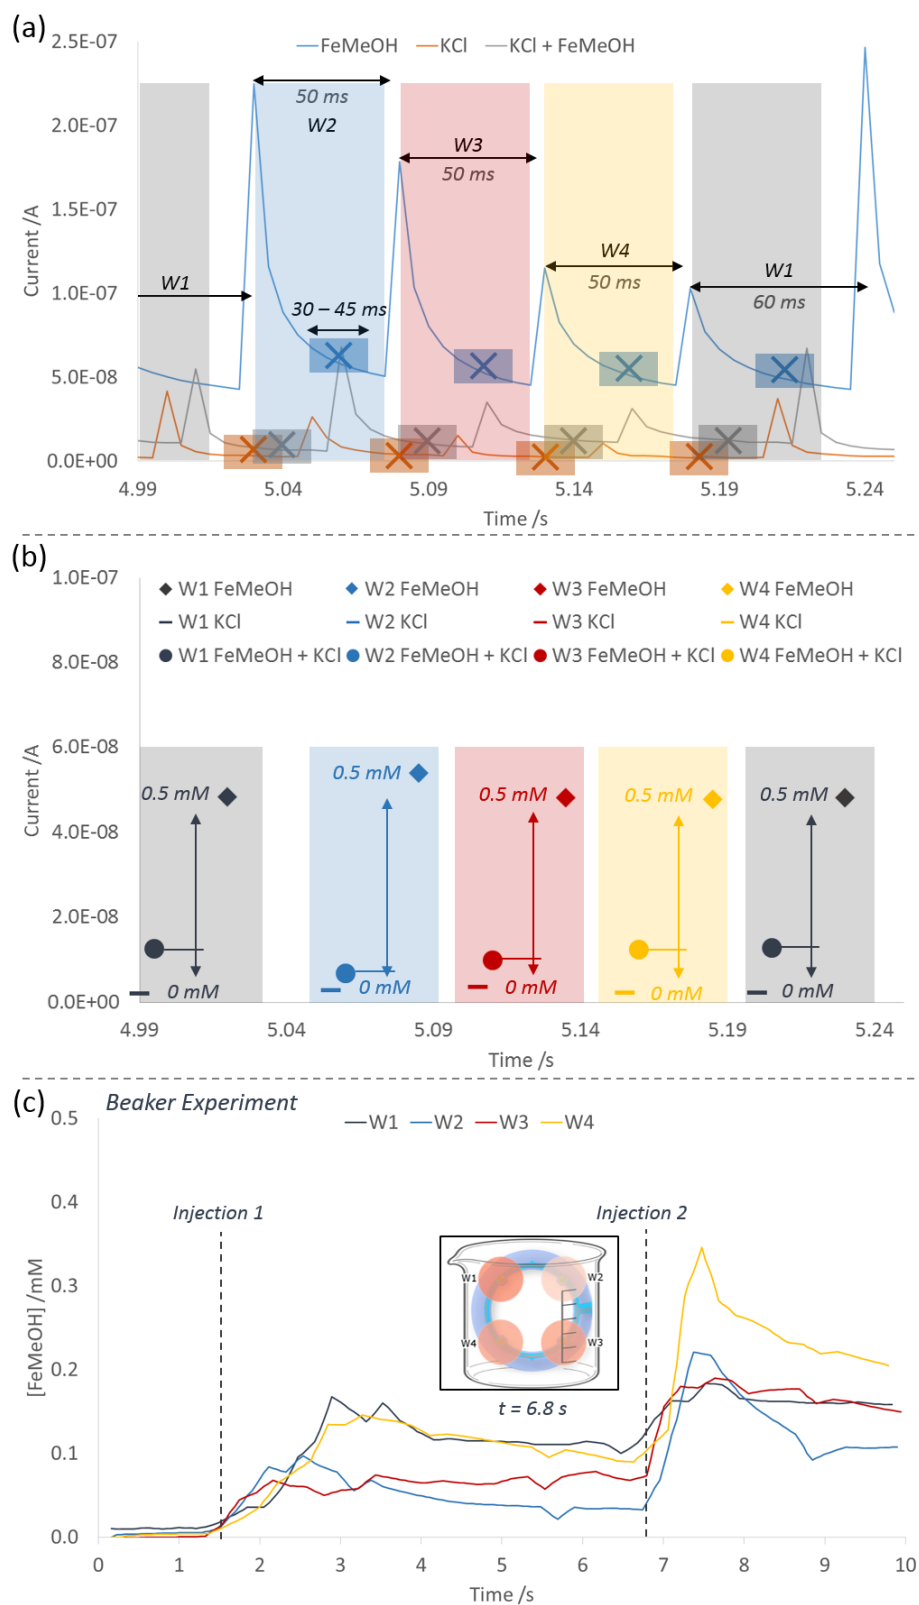 (a)
2.5E-07
FeMeOH KCl KCl + FeMeOH
50 ms
2.0E-07
W2
W3
50 ms
1.5E-07
W4
W1
W1
50 ms
60 ms
1.0E-07
30 – 45 ms
5.0E-08
0.0E+00
4.99 5.04 5.09 5.14 5.19 5.24
Current /A
Time /s
(b)
1.0E-07
W1 FeMeOH W2 FeMeOH W3 FeMeOH W4 FeMeOH
W1 KCl W2 KCl W3 KCl W4 KCl
8.0E-08
W1 FeMeOH + KCl W2 FeMeOH + KCl W3 FeMeOH + KCl W4 FeMeOH + KCl
6.0E-08
0.5 mM 0.5 mM 0.5 mM 0.5 mM 0.5 mM
4.0E-08
2.0E-08
0 mM 0 mM 0 mM 0 mM 0 mM
0.0E+00
4.99 5.04 5.09 5.14 5.19 5.24
Current /A
Time /s
(c)
Beaker Experiment
0.5
W1 W2 W3 W4
0.4
Injection 1 Injection 2
0.3
W1 W2
W4 W3
0.2
t = 6.8 s
0.1
0.0
0 1 2 3 4 5 6 7 8 9 10
[FeMeOH] /mM
Time /s